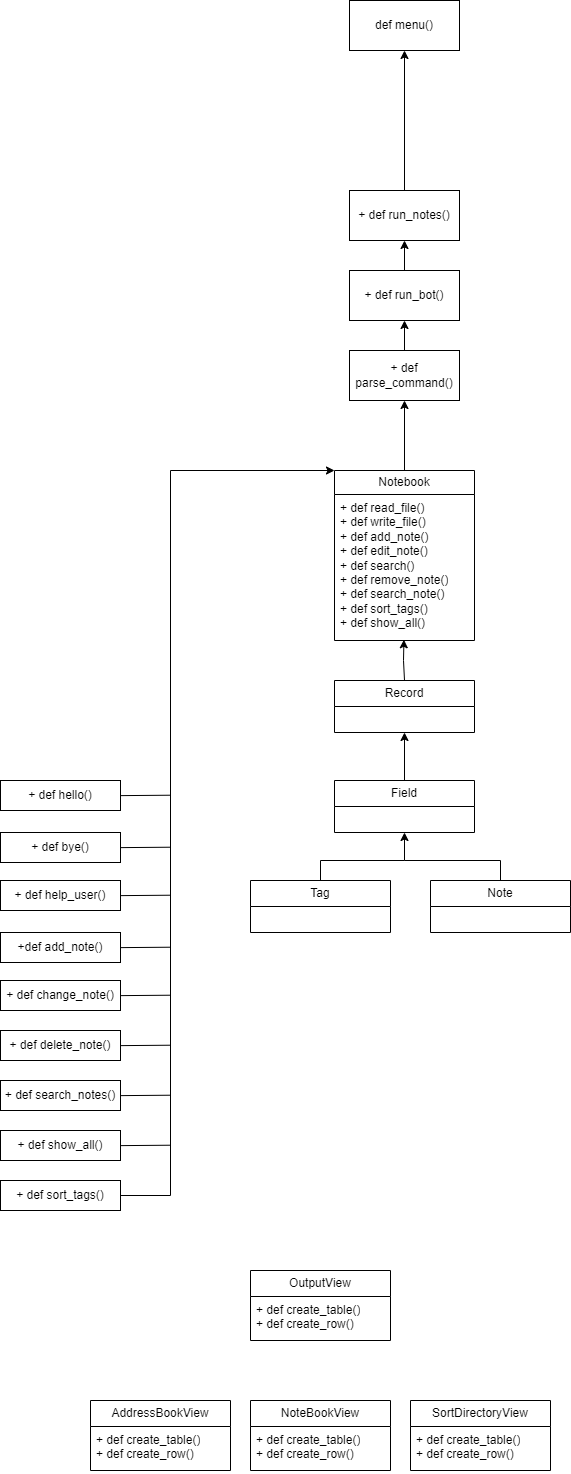 def menu()
+ def run_notes()
+ def run_bot()
+ def
parse_command()
Notebook
+ def read_file()
+ def write_file()
+ def add_note()
+ def edit_note()
+ def search()
+ def remove_note()
+ def search_note()
+ def sort_tags()
+ def show_all()
Record
Field
Tag
Note
+ def hello()
+ def bye()
+ def help_user()
+def add_note()
+ def change_note()
+ def delete_note()
+ def search_notes()
+ def show_all()
+ def sort_tags()
OutputView
+ def create_table()
+ def create_row()
AddressBookView
+ def create_table()
+ def create_row()
NoteBookView
+ def create_table()
+ def create_row()
SortDirectoryView
+ def create_table()
+ def create_row()